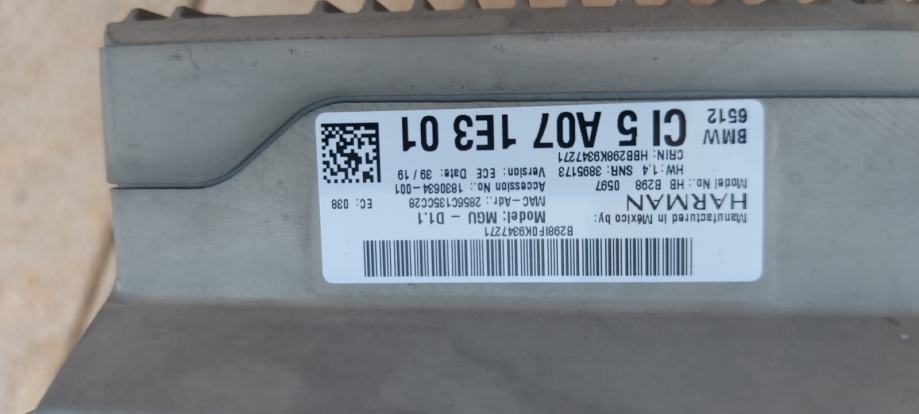 B298IF0K9347271
Manufactured in México by:
HARMAN
Model: MGU - D1.1
MAC-Adr.: 2856C135CC28
EC: 038
Model No.: HB B298 0597
Accession No.: 1830634-001
HW: 1.4 SNR: 3895173
Version: ECE Date: 39 / 19
CRIN: HBB298K9347271
BMW
6512
CI 5 A07 1E3 01